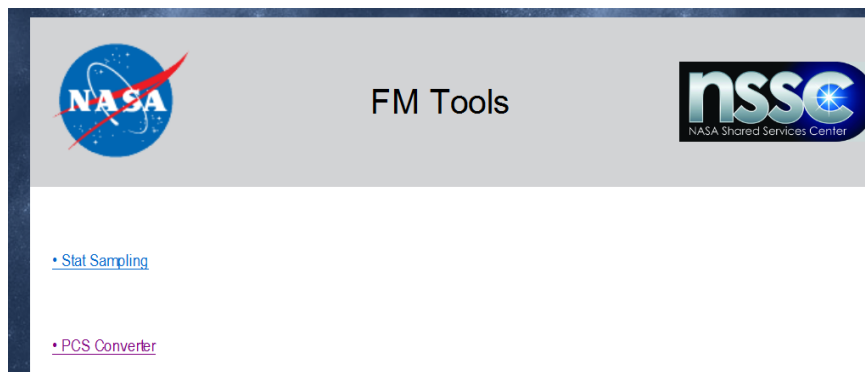 NASA
FM Tools
nssc
NASA Shared Services Center
• Stat Sampling
• PCS Converter